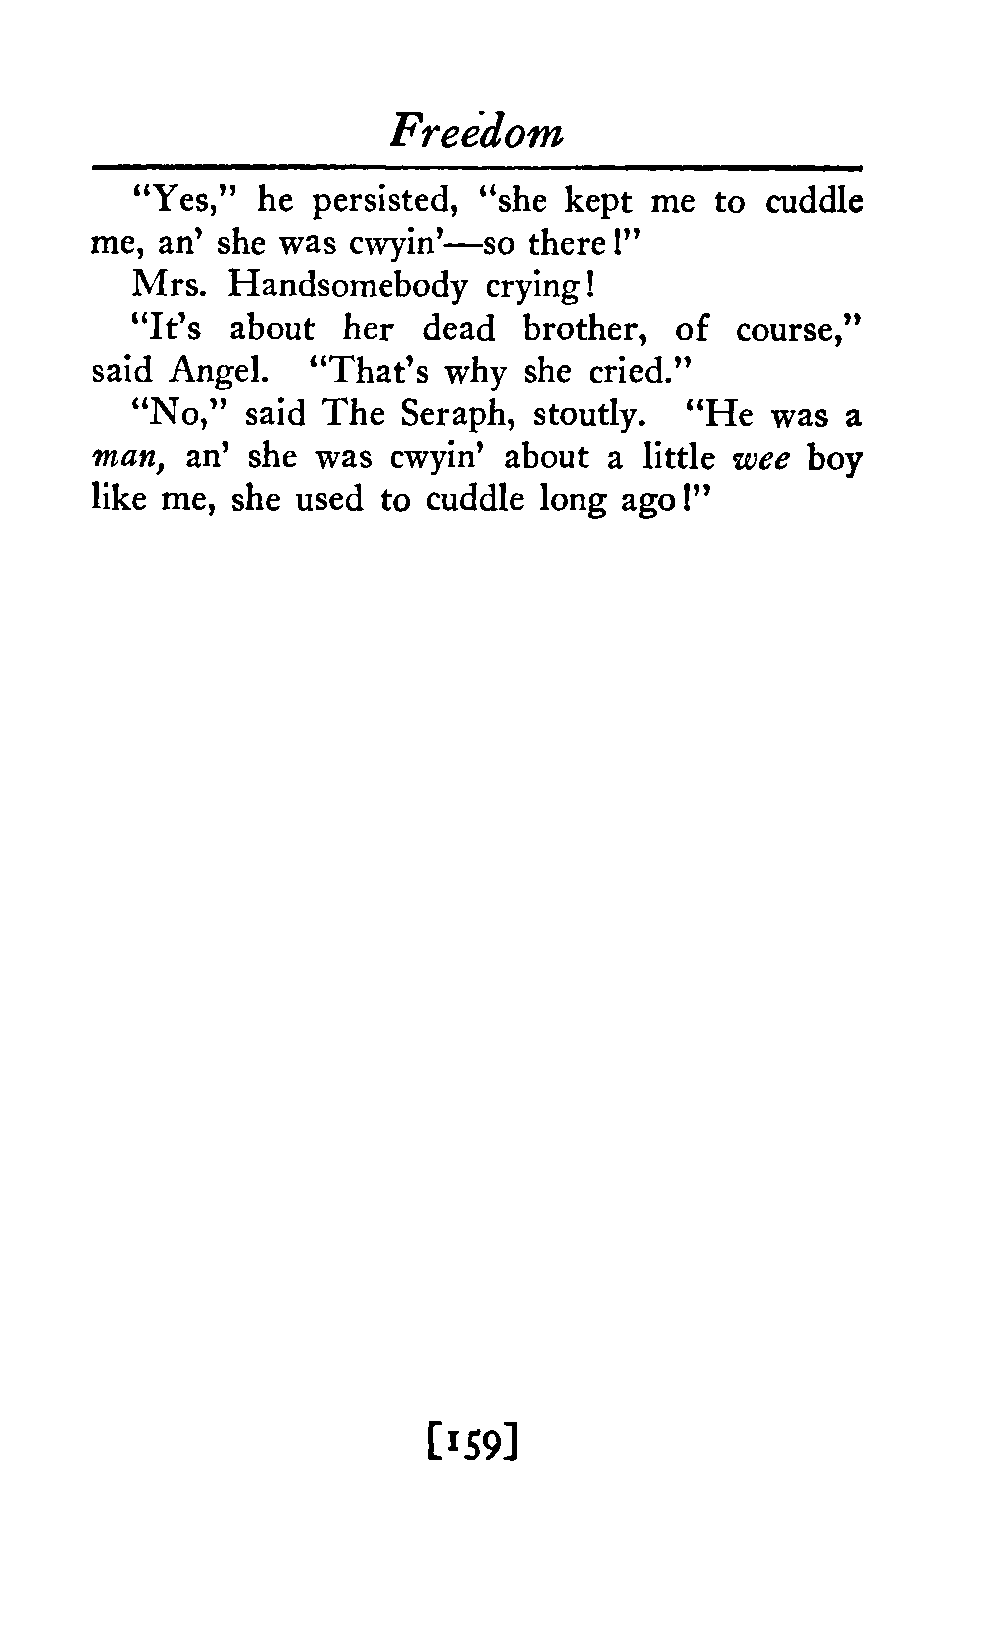 Freedom
“Yes,” he persisted, “she kept me to cuddle
me, an’ she was cwyin’—so there!”
Mrs. Handsomebody crying!
“It’s about her dead brother, of course,”
said Angel. “That’s why she cried.”
“No,” said The Seraph, stoutly. “He was a
man, an’ she was cwyin’ about a little wee boy
like me, she used to cuddle long ago!”
[159]